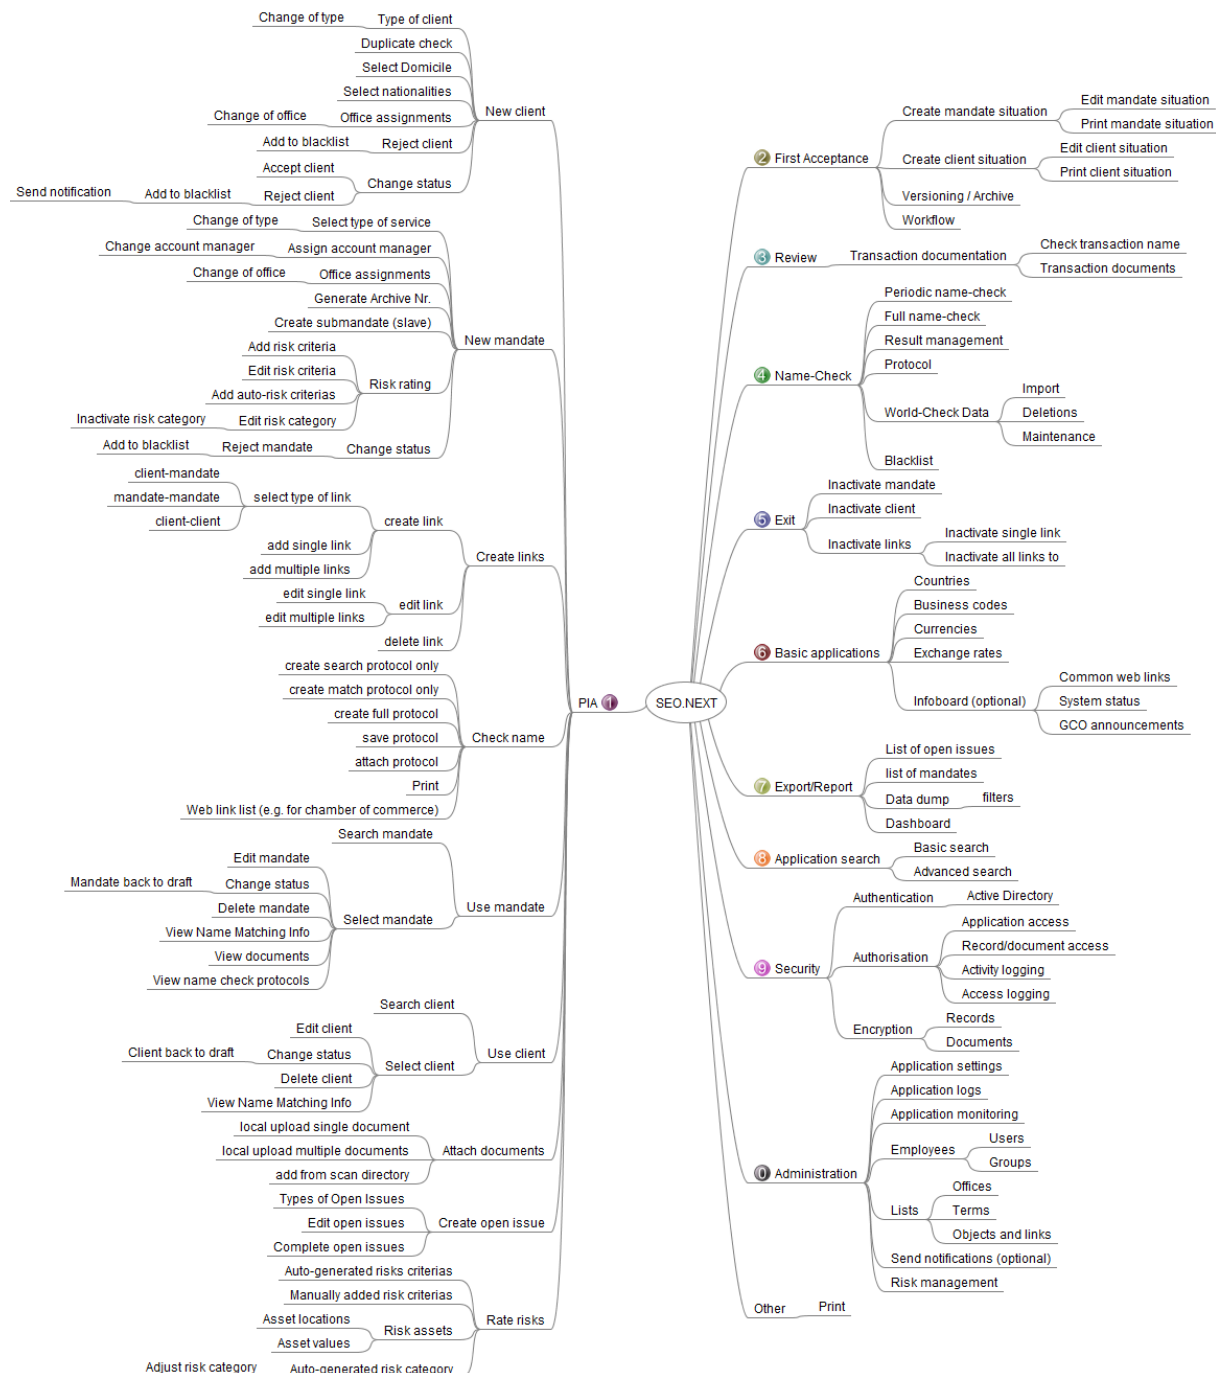 Change of type
Type of client
Duplicate check
Select Domicile
Select nationalities
Change of office
Office assignments
Add to blacklist
Reject client
Accept client
Send notification
Add to blacklist
Reject client
Change status
New client
Change of type
Select type of service
Change account manager
Assign account manager
Change of office
Office assignments
Generate Archive Nr.
Create submandate (slave)
Add risk criteria
Edit risk criteria
Add auto-risk criterias
Inactivate risk category
Edit risk category
Risk rating
Add to blacklist
Reject mandate
Change status
New mandate
client-mandate
mandate-mandate
client-client
select type of link
add single link
add multiple links
create link
edit single link
edit multiple links
edit link
delete link
Create links
create search protocol only
create match protocol only
create full protocol
save protocol
attach protocol
Print
Web link list (e.g. for chamber of commerce)
Check name
Search mandate
Edit mandate
Mandate back to draft
Change status
Delete mandate
View Name Matching Info
View documents
View name check protocols
Select mandate
Use mandate
Search client
Edit client
Client back to draft
Change status
Delete client
View Name Matching Info
Select client
Use client
local upload single document
local upload multiple documents
add from scan directory
Attach documents
Types of Open Issues
Edit open issues
Complete open issues
Create open issue
Auto-generated risks criterias
Manually added risk criterias
Asset locations
Asset values
Risk assets
Adjust risk category
Auto-generated risk category
Rate risks
PIA 1
SEO.NEXT
2 First Acceptance
Create mandate situation
Edit mandate situation
Print mandate situation
Create client situation
Edit client situation
Print client situation
Versioning / Archive
Workflow
3 Review
Transaction documentation
Check transaction name
Transaction documents
4 Name-Check
Periodic name-check
Full name-check
Result management
Protocol
World-Check Data
Import
Deletions
Maintenance
Blacklist
5 Exit
Inactivate mandate
Inactivate client
Inactivate links
Inactivate single link
Inactivate all links to
6 Basic applications
Countries
Business codes
Currencies
Exchange rates
Infoboard (optional)
Common web links
System status
GCO announcements
7 Export/Report
List of open issues
list of mandates
Data dump
filters
Dashboard
8 Application search
Basic search
Advanced search
9 Security
Authentication
Active Directory
Authorisation
Application access
Record/document access
Activity logging
Access logging
Encryption
Records
Documents
0 Administration
Application settings
Application logs
Application monitoring
Employees
Users
Groups
Lists
Offices
Terms
Objects and links
Send notifications (optional)
Risk management
Other
Print